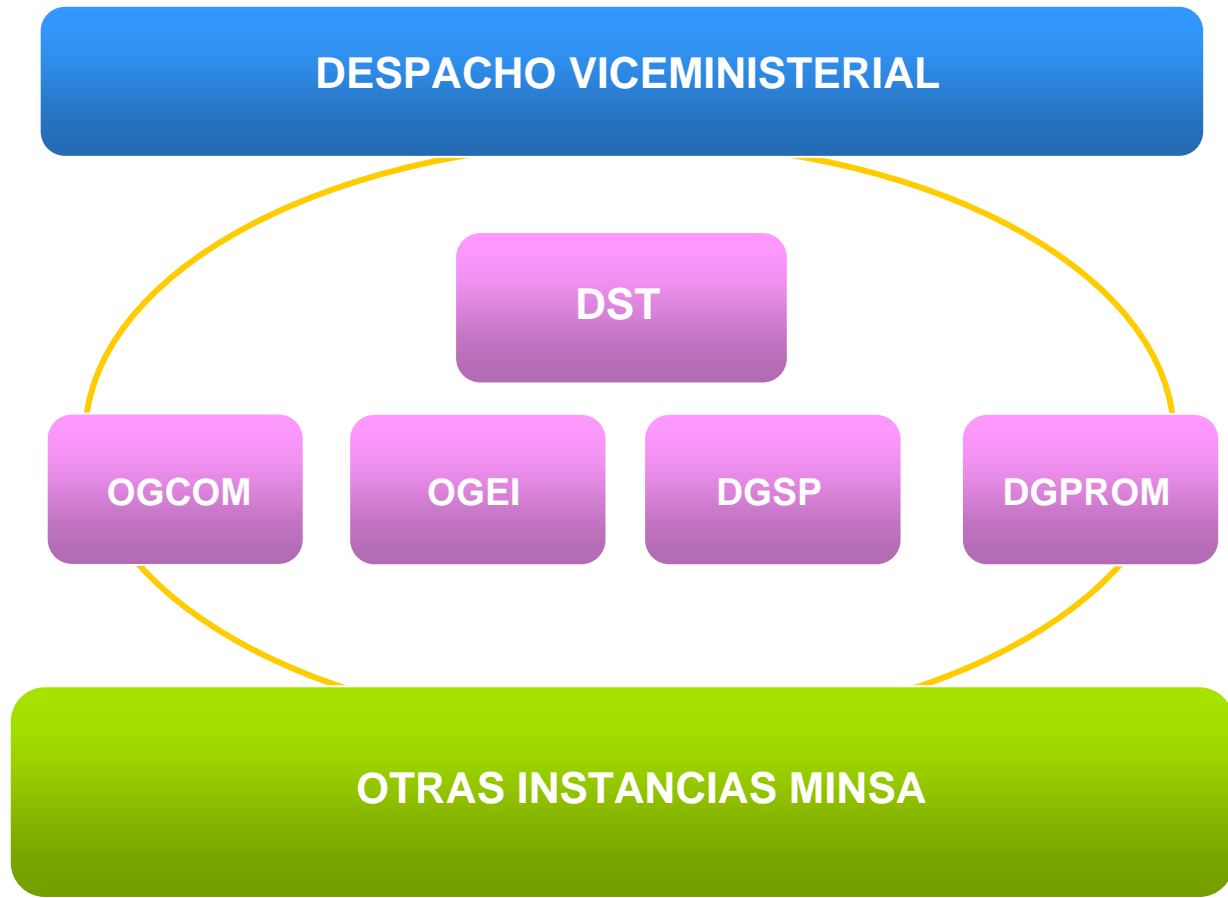 DESPACHO VICEMINISTERIAL
DST
OGCOM
OGEI
DGSP
DGPROM
OTRAS INSTANCIAS MINSA